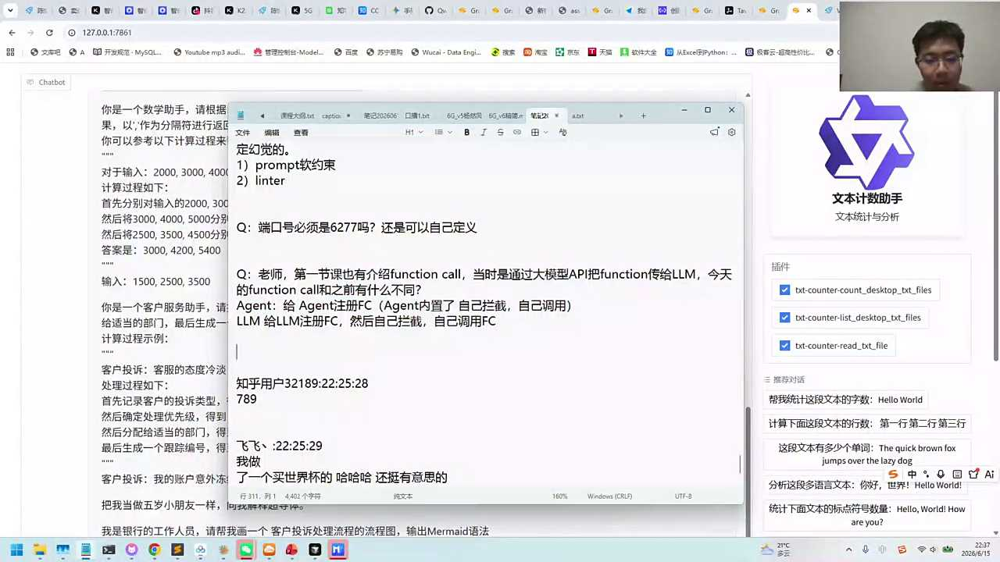 127.0.0.1:7861
文库吧
A
开发规范 - MySQL...
Youtube mp3 audio...
管理控制台-Model...
百度
苏宁易购
Wucai - Data Engi...
搜索
淘宝
京东
天猫
软件大全
从Excel到Python：...
极客云-超高性价比...
Chatbot
你是一个数学助手，请根据
果，以','作为分隔符进行返回
你可以参考以下计算过程来
"""
对于输入：2000, 3000, 4000
计算过程如下：
首先分别对输入的2000, 300
然后将3000, 4000, 5000分别
然后将2500, 3500, 4500分别
答案是：3000, 4200, 5400
"""
输入：1500, 2500, 3500
你是一个客户服务助手，请
给适当的部门，最后生成一
计算过程示例：
"""
客户投诉：客服的态度冷淡
处理过程如下：
首先记录客户的投诉类型，
然后确定处理优先级，得到
然后分配给适当的部门，得
最后生成一个跟踪编号，得
"""
客户投诉：我的账户意外冻
把我当做五岁小朋友一样，向我解释超导体。
我是银行的工作人员，请帮我画一个 客户投诉处理流程的流程图，输出Mermaid语法
课程大纲.txt
caption
笔记202606
口播1.txt
6G_v5杨然风
笔记20
a.txt
文件
编辑
查看
H1
定幻觉的。
1）prompt软约束
2）linter
Q：端口号必须是6277吗？还是可以自己定义
Q：老师，第一节课也有介绍function call，当时是通过大模型API把function传给LLM，今天
的function call和之前有什么不同？
Agent：给 Agent注册FC（Agent内置了 自己拦截，自己调用）
LLM 给LLM注册FC，然后自己拦截，自己调用FC
知乎用户32189:22:25:28
789
飞飞丶:22:25:29
我做
了一个买世界杯的 哈哈哈 还挺有意思的
行 311，列 1
4,402 个字符
纯文本
160%
Windows (CRLF)
UTF-8
文本计数助手
文本统计与分析
插件
txt-counter-count_desktop_txt_files
txt-counter-list_desktop_txt_files
txt-counter-read_txt_file
推荐对话
帮我统计这段文本的字数：Hello World
计算下面这段文本的行数： 第一行 第二行 第三行
这段文本有多少个单词：The quick brown fox
jumps over the lazy dog
分析这段多语言文本：你好，世界！Hello World!
统计下面文本的标点符号数量：Hello, World! How
are you?
中
21°C
多云
22:37
2026/6/15